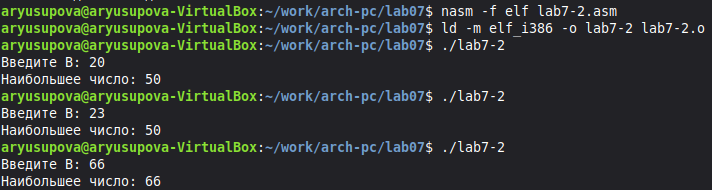 aryusupova@aryusupova-VirtualBox:~/work/arch-pc/lab07$ nasm -f elf lab7-2.asm
aryusupova@aryusupova-VirtualBox:~/work/arch-pc/lab07$ ld -m elf_i386 -o lab7-2 lab7-2.o
aryusupova@aryusupova-VirtualBox:~/work/arch-pc/lab07$ ./lab7-2
Введите В: 20
Наибольшее число: 50
aryusupova@aryusupova-VirtualBox:~/work/arch-pc/lab07$ ./lab7-2
Введите В: 23
Наибольшее число: 50
aryusupova@aryusupova-VirtualBox:~/work/arch-pc/lab07$ ./lab7-2
Введите В: 66
Наибольшее число: 66